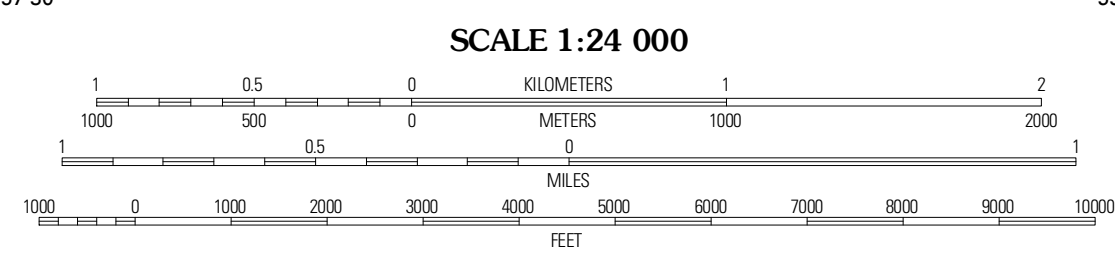 SCALE 1:24 000
1 0.5 0 KILOMETERS 1 2
1000 500 0 METERS 1000 2000
1 0.5 0 1
MILES
1000 0 1000 2000 3000 4000 5000 6000 7000 8000 9000 10000
FEET